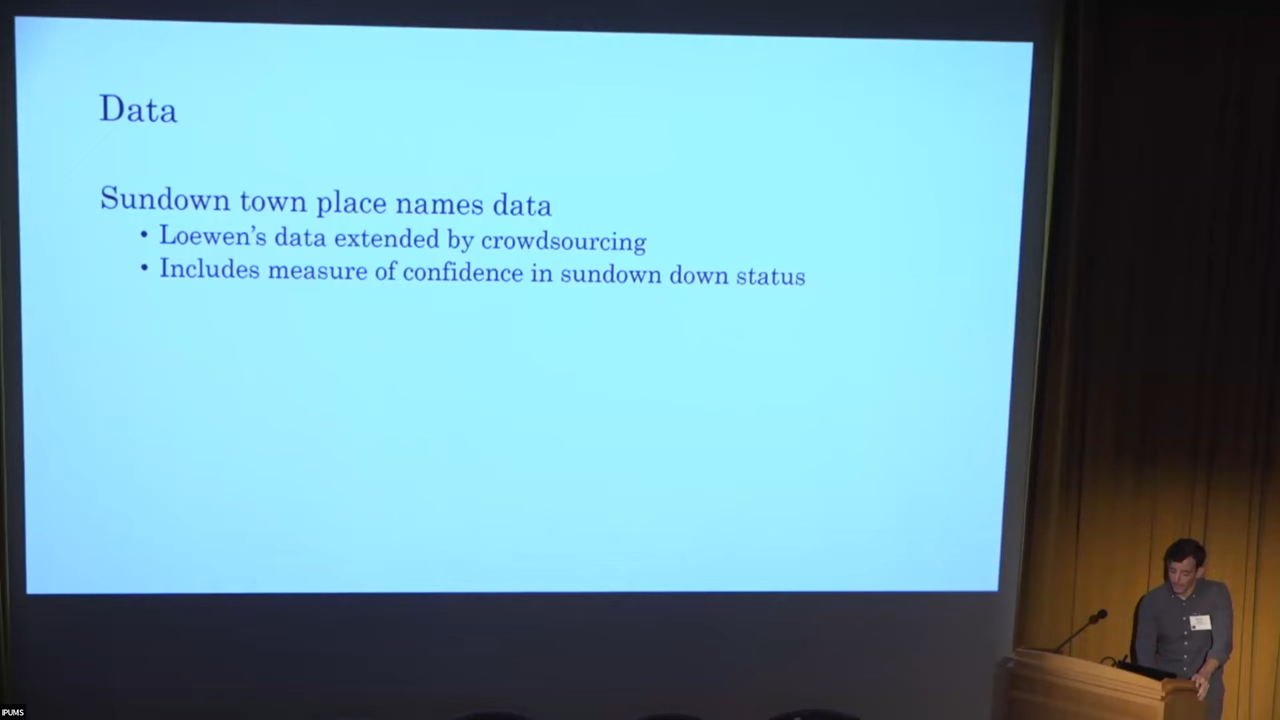 Data
Sundown town place names data
• Loewen's data extended by crowdsourcing
• Includes measure of confidence in sundown down status
IPUMS